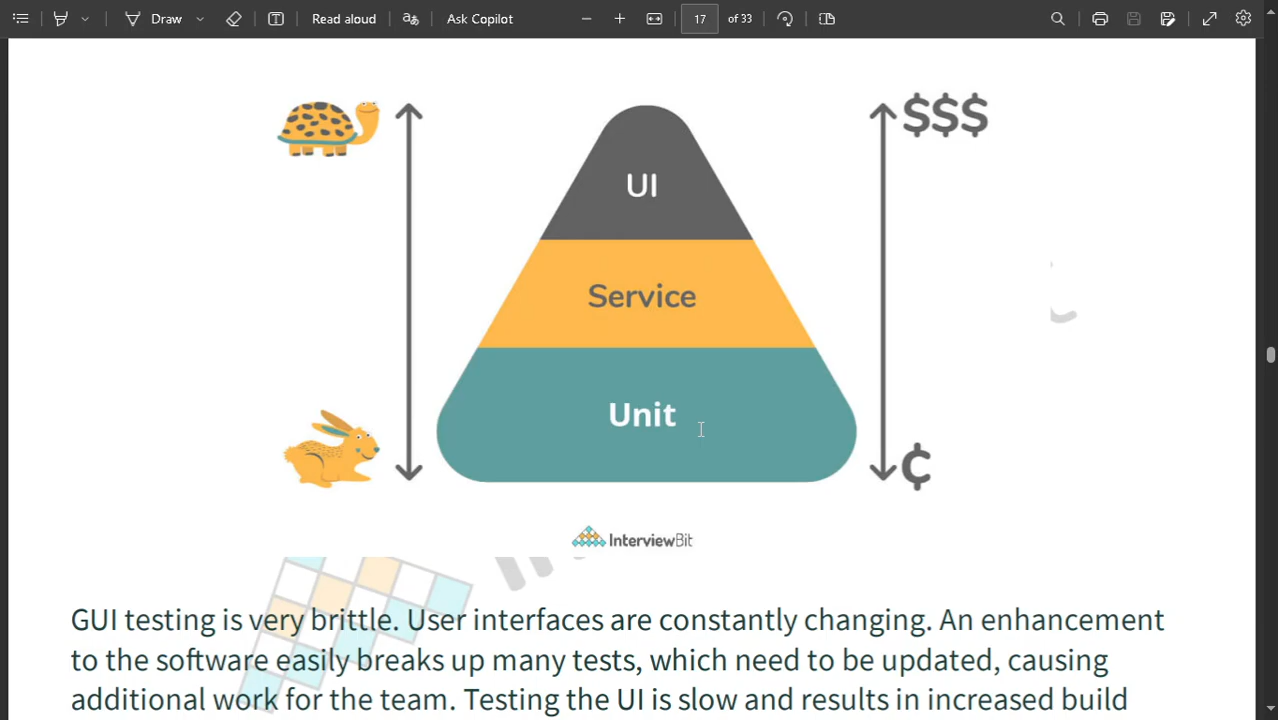 Draw
Read aloud
aあ
Ask Copilot
17
of 33
$$$
UI
Service
Unit
¢
InterviewBit
GUI testing is very brittle. User interfaces are constantly changing. An enhancement
to the software easily breaks up many tests, which need to be updated, causing
additional work for the team. Testing the UI is slow and results in increased build